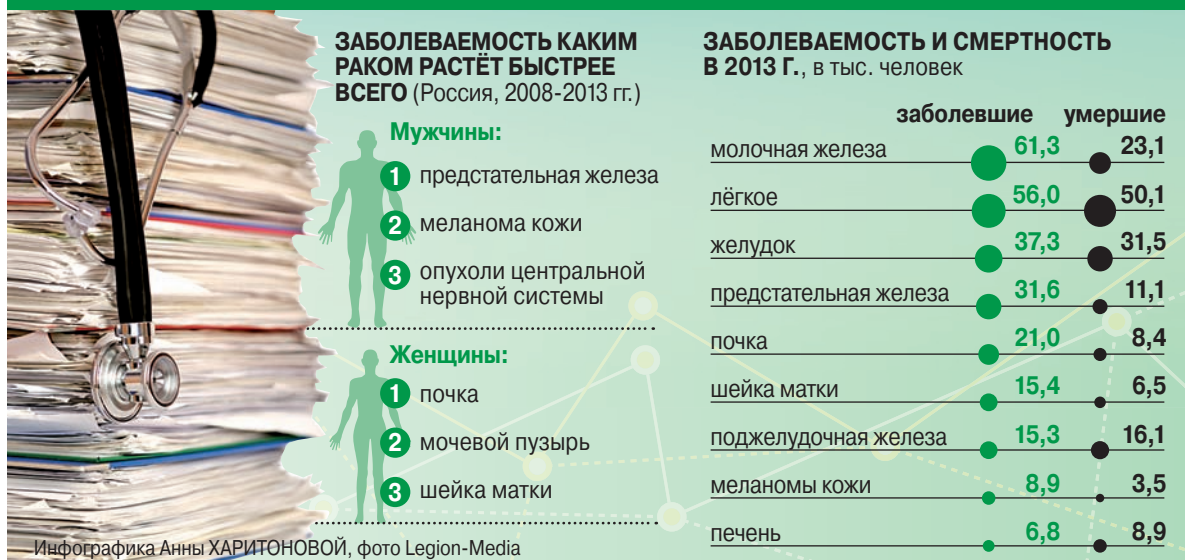 ЗАБОЛЕВАЕМОСТЬ КАКИМ
РАКОМ РАСТЁТ БЫСТРЕЕ
ВСЕГО (Россия, 2008-2013 гг.)
Мужчины:
1 предстательная железа
2 меланома кожи
3 опухоли центральной
нервной системы
Женщины:
1 почка
2 мочевой пузырь
3 шейка матки
Инфографика Анны ХАРИТОНОВОЙ, фото Legion-Media
ЗАБОЛЕВАЕМОСТЬ И СМЕРТНОСТЬ
В 2013 Г., в тыс. человек
заболевшие умершие
молочная железа 61,3 23,1
лёгкое 56,0 50,1
желудок 37,3 31,5
предстательная железа 31,6 11,1
почка 21,0 8,4
шейка матки 15,4 6,5
поджелудочная железа 15,3 16,1
меланомы кожи 8,9 3,5
печень 6,8 8,9